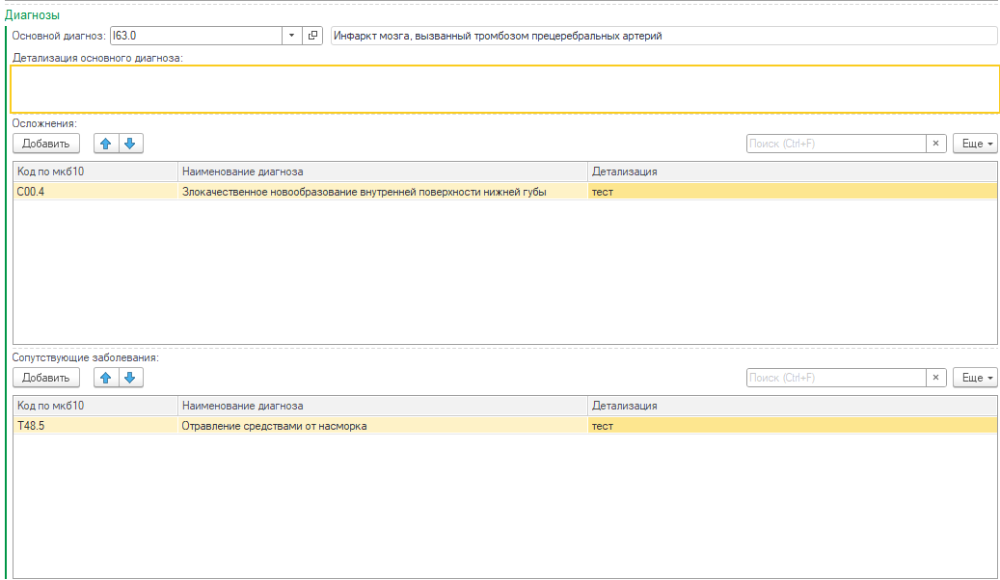 Диагнозы
Основной диагноз: I63.0 Инфаркт мозга, вызванный тромбозом прецеребральных артерий
Детализация основного диагноза:
Осложнения:
Добавить Поиск (Ctrl+F) × Еще
Код по мкб10 Наименование диагноза Детализация
C00.4 Злокачественное новообразование внутренней поверхности нижней губы тест
Сопутствующие заболевания:
Добавить Поиск (Ctrl+F) × Еще
Код по мкб10 Наименование диагноза Детализация
T48.5 Отравление средствами от насморка тест